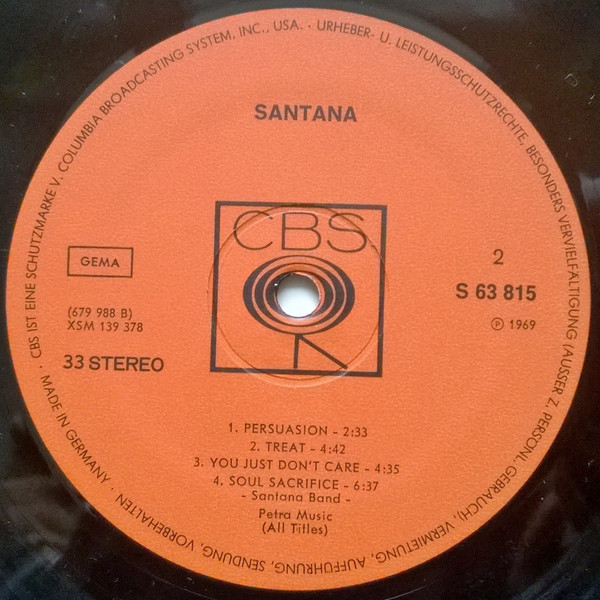 CBS IST EINE SCHUTZMARKE V. COLUMBIA BROADCASTING SYSTEM, INC., USA. - URHEBER- U. LEISTUNGSSCHUTZRECHTE, BESONDERS VERVIELFÄLTIGUNG (AUSSER Z. PERSÖNL. GEBRAUCH), VERMIETUNG, AUFFÜHRUNG, SENDUNG, VORBEHALTEN · MADE IN GERMANY ·
SANTANA
CBS
GEMA
2
S 63 815
(679 988 B)
XSM 139 378
Ⓟ 1969
33 STEREO
1. PERSUASION - 2:33
2. TREAT - 4:42
3. YOU JUST DON'T CARE - 4:35
4. SOUL SACRIFICE - 6:37
- Santana Band -
Petra Music
(All Titles)